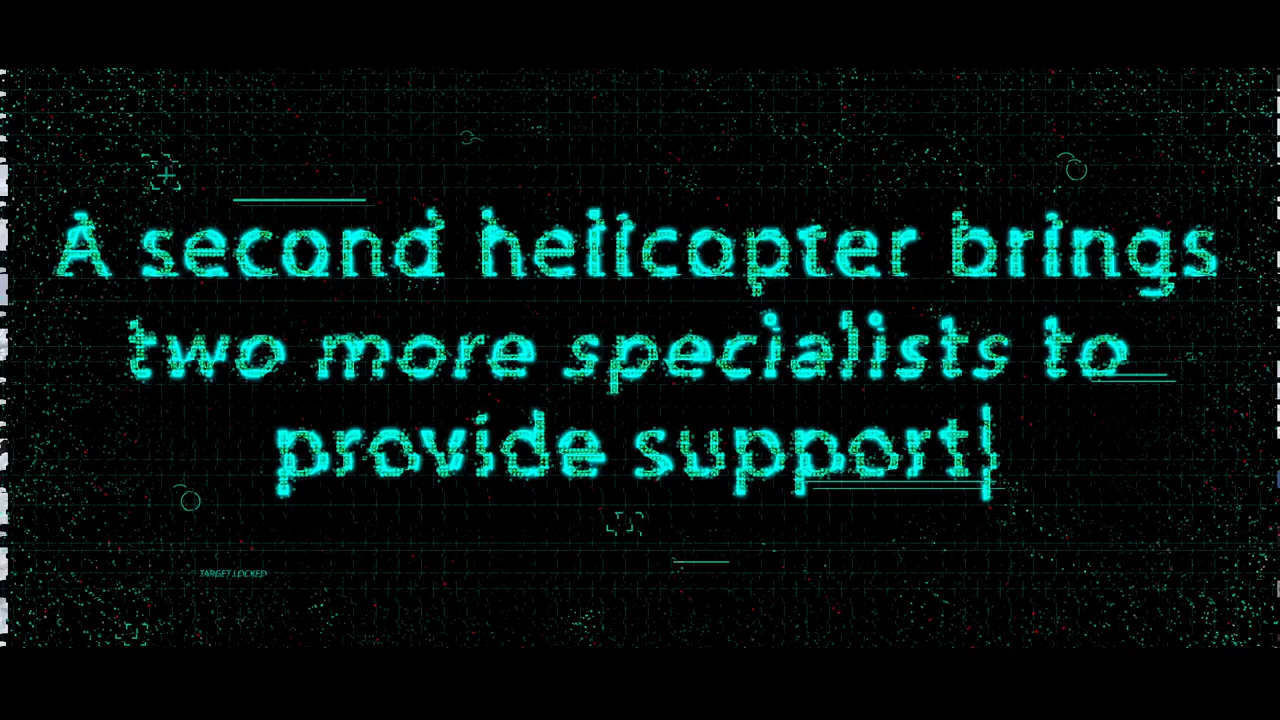 A second helicopter brings
two more specialists to
provide support
TARGET LOCKED